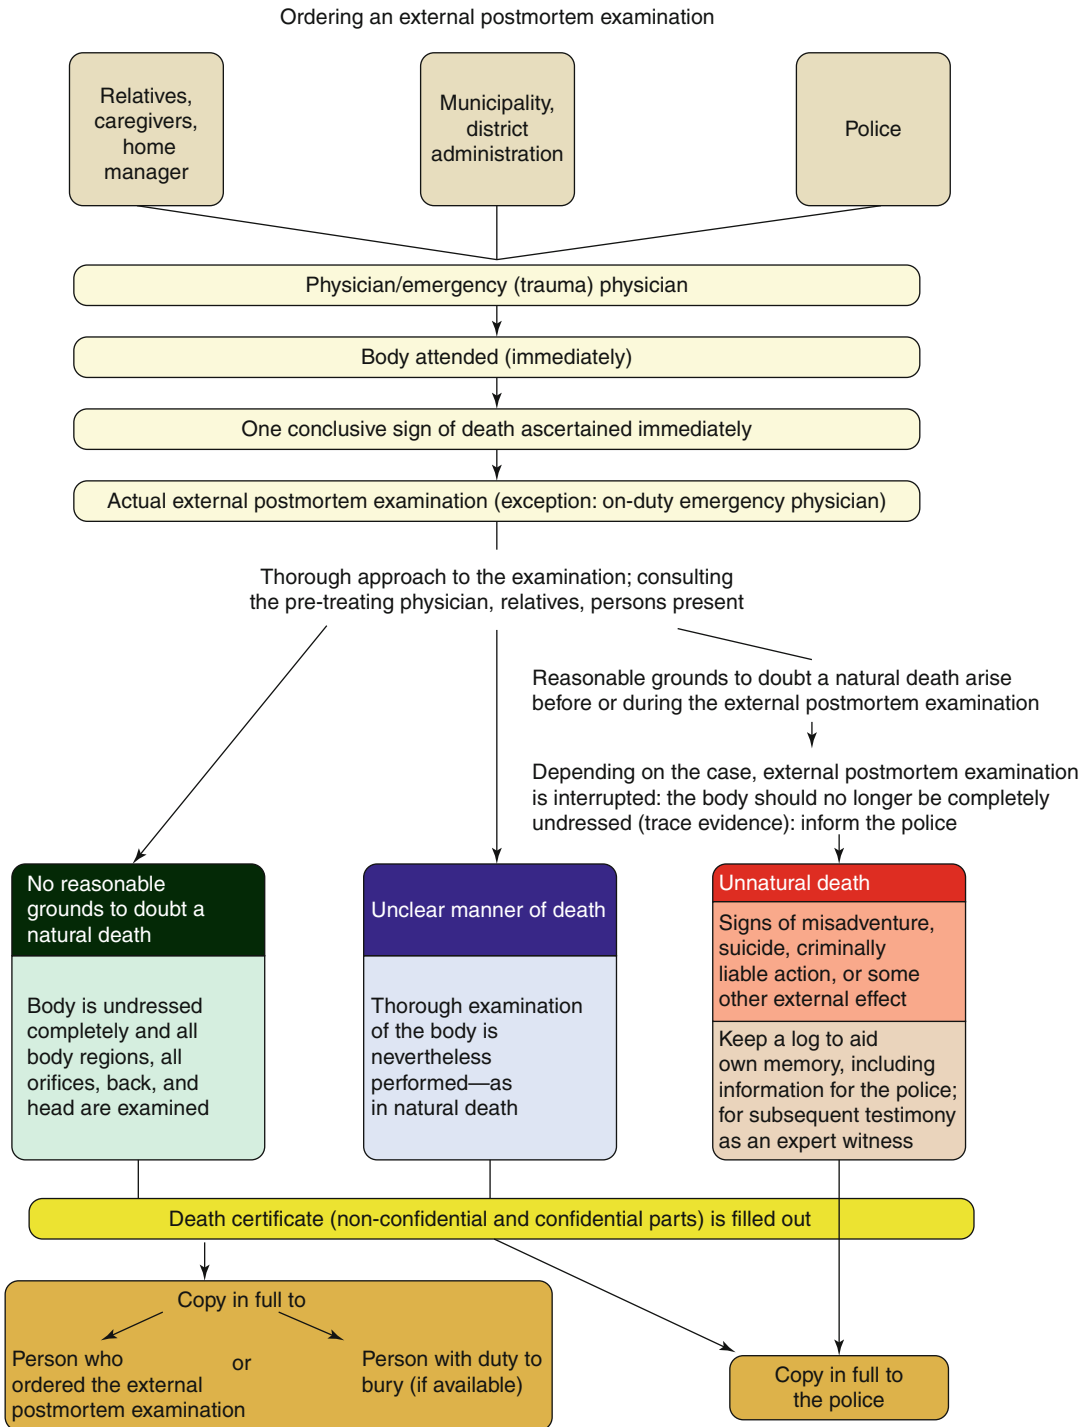 Ordering an external postmortem examination
Relatives,
caregivers,
home
manager
Municipality,
district
administration
Police
Physician/emergency (trauma) physician
Body attended (immediately)
One conclusive sign of death ascertained immediately
Actual external postmortem examination (exception: on-duty emergency physician)
Thorough approach to the examination; consulting
the pre-treating physician, relatives, persons present
Reasonable grounds to doubt a natural death arise
before or during the external postmortem examination
Depending on the case, external postmortem examination
is interrupted: the body should no longer be completely
undressed (trace evidence): inform the police
No reasonable
grounds to doubt a
natural death
Body is undressed
completely and all
body regions, all
orifices, back, and
head are examined
Unclear manner of death
Thorough examination
of the body is
nevertheless
performed—as
in natural death
Unnatural death
Signs of misadventure,
suicide, criminally
liable action, or some
other external effect
Keep a log to aid
own memory, including
information for the police;
for subsequent testimony
as an expert witness
Death certificate (non-confidential and confidential parts) is filled out
Copy in full to
Person who
ordered the external
postmortem examination
or
Person with duty to
bury (if available)
Copy in full to
the police